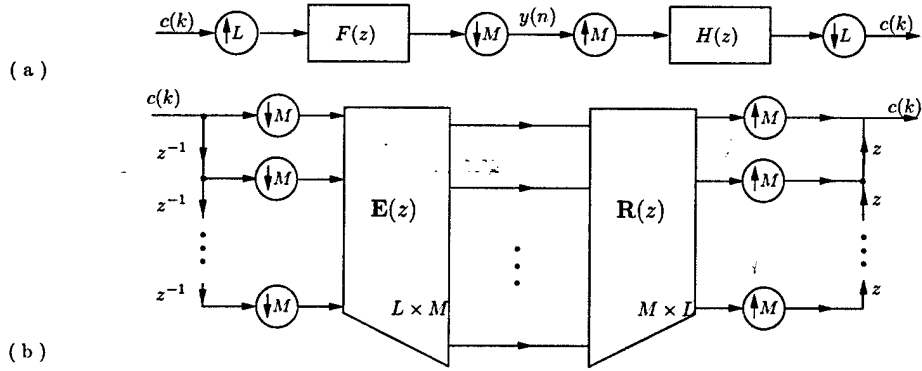 c(k) ↑L F(z) ↓M y(n) ↑M H(z) ↓L c(k)
( a )
c(k) ↓M ↑M c(k)
z⁻¹ z
↓M ↑M
z⁻¹ E(z) R(z) z
z⁻¹ ↓M L × M M × L ↑M z
( b )